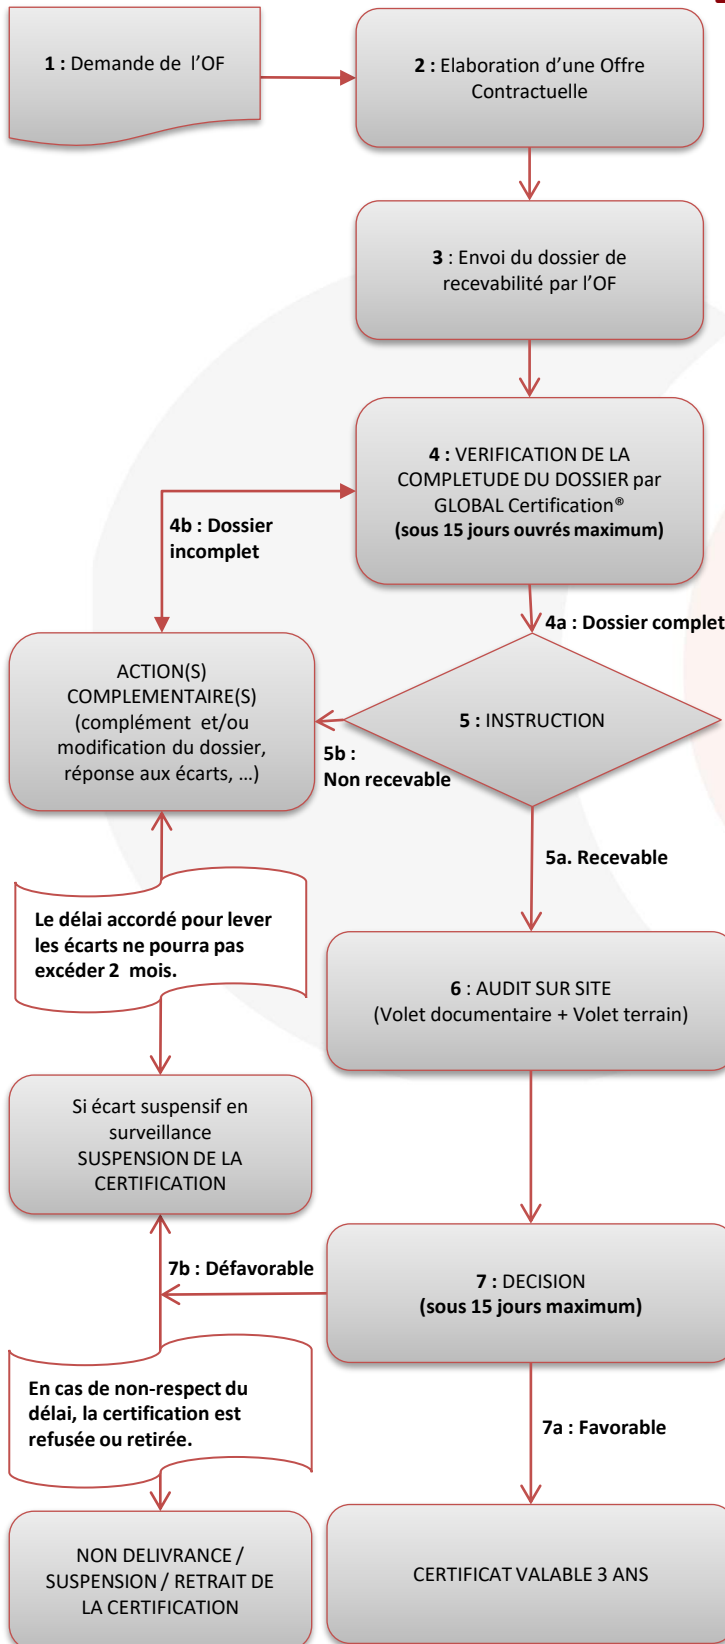 1 : Demande de l’OF
2 : Elaboration d’une Offre
Contractuelle
3 : Envoi du dossier de
recevabilité par l’OF
4 : VERIFICATION DE LA
COMPLETUDE DU DOSSIER par
GLOBAL Certification®
(sous 15 jours ouvrés maximum)
4b : Dossier
incomplet
4a : Dossier complet
ACTION(S)
COMPLEMENTAIRE(S)
(complément et/ou
modification du dossier,
réponse aux écarts, …)
5 : INSTRUCTION
5b :
Non recevable
5a. Recevable
Le délai accordé pour lever
les écarts ne pourra pas
excéder 2 mois.
6 : AUDIT SUR SITE
(Volet documentaire + Volet terrain)
Si écart suspensif en
surveillance
SUSPENSION DE LA
CERTIFICATION
7b : Défavorable
7 : DECISION
(sous 15 jours maximum)
En cas de non-respect du
délai, la certification est
refusée ou retirée.
7a : Favorable
NON DELIVRANCE /
SUSPENSION / RETRAIT DE
LA CERTIFICATION
CERTIFICAT VALABLE 3 ANS